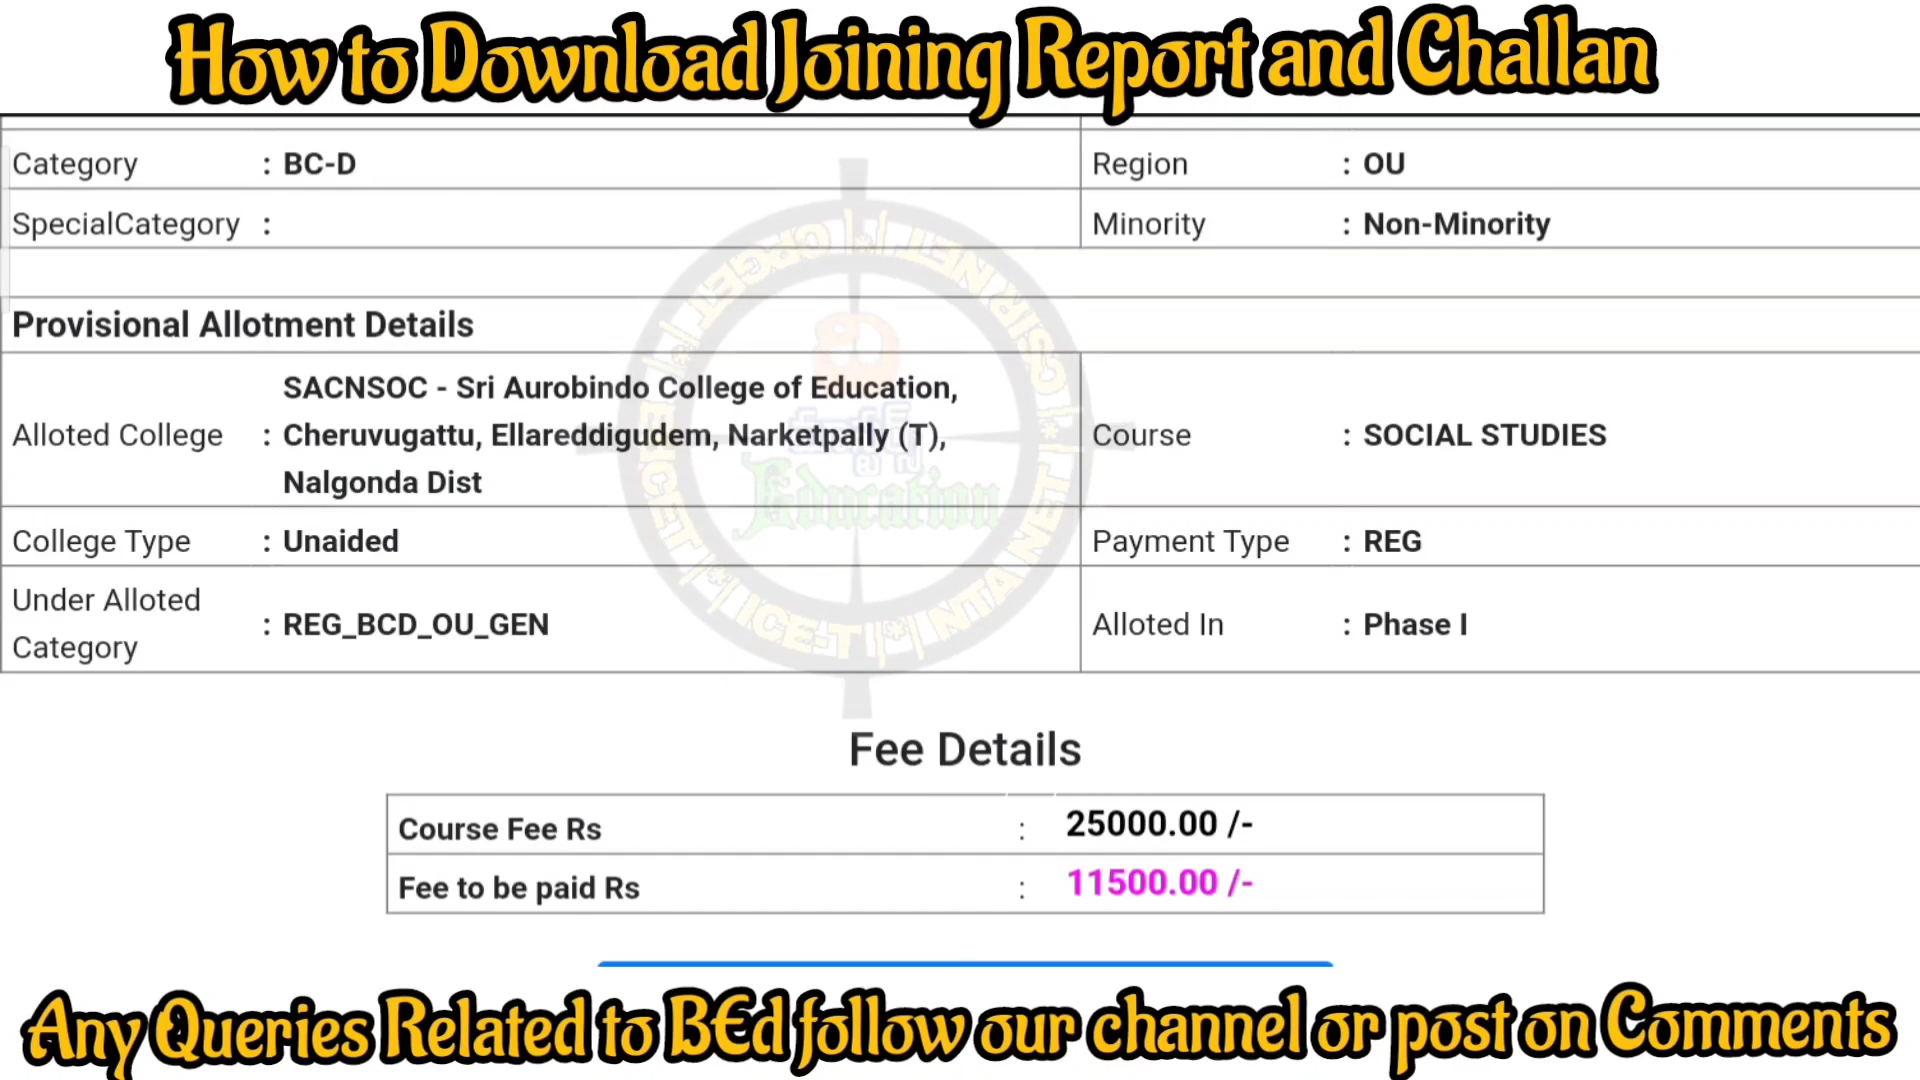 How to Download Joining Report and Challan
Category : BC-D
Region : OU
SpecialCategory :
Minority : Non-Minority
Provisional Allotment Details
Alloted College : SACNSOC - Sri Aurobindo College of Education,
Cheruvugattu, Ellareddigudem, Narketpally (T),
Nalgonda Dist
Course : SOCIAL STUDIES
College Type : Unaided
Payment Type : REG
Under Alloted
Category : REG_BCD_OU_GEN
Alloted In : Phase I
Fee Details
Course Fee Rs : 25000.00 /-
Fee to be paid Rs : 11500.00 /-
Education
Any Queries Related to BEd follow our channel or post on Comments